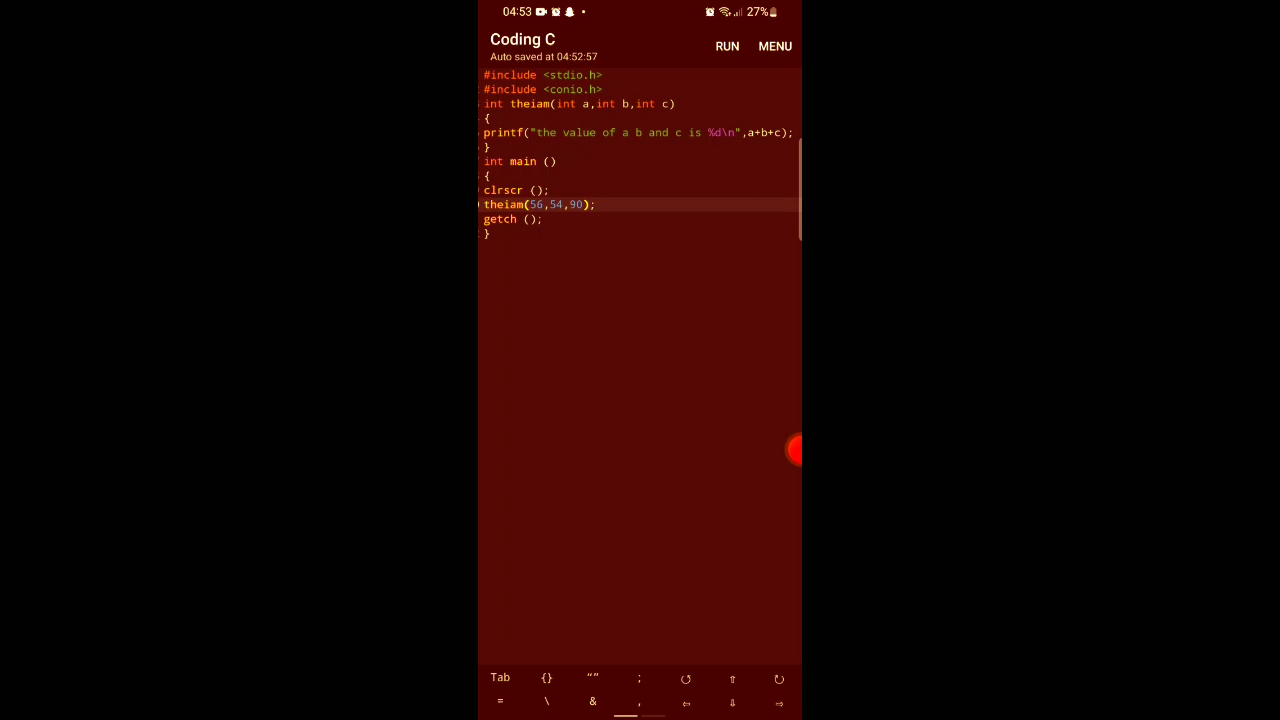 04:53 27%
Coding C
RUN MENU
Auto saved at 04:52:57
#include <stdio.h>
#include <conio.h>
int theiam(int a,int b,int c)
{
printf("the value of a b and c is %d\n",a+b+c);
}
int main ()
{
clrscr ();
theiam(56,54,90);
getch ();
}
Tab {} “” ; ↺ ⇧ ↻
= \ & , ⇦ ⇩ ⇨